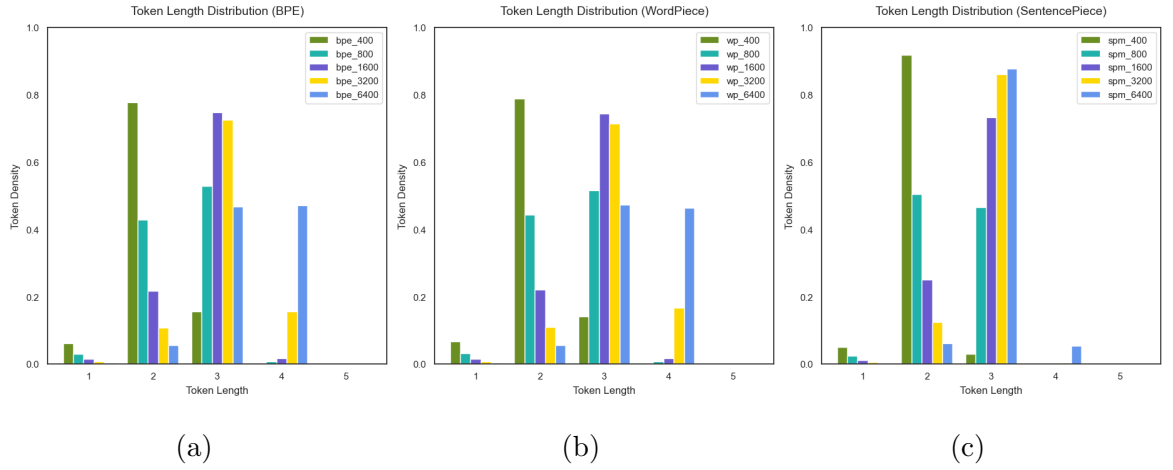 Token Length Distribution (BPE)
1.0
0.8
0.6
0.4
0.2
0.0
Token Density
bpe_400
bpe_800
bpe_1600
bpe_3200
bpe_6400
1 2 3 4 5
Token Length
(a)
Token Length Distribution (WordPiece)
1.0
0.8
0.6
0.4
0.2
0.0
Token Density
wp_400
wp_800
wp_1600
wp_3200
wp_6400
1 2 3 4 5
Token Length
(b)
Token Length Distribution (SentencePiece)
1.0
0.8
0.6
0.4
0.2
0.0
Token Density
spm_400
spm_800
spm_1600
spm_3200
spm_6400
1 2 3 4 5
Token Length
(c)